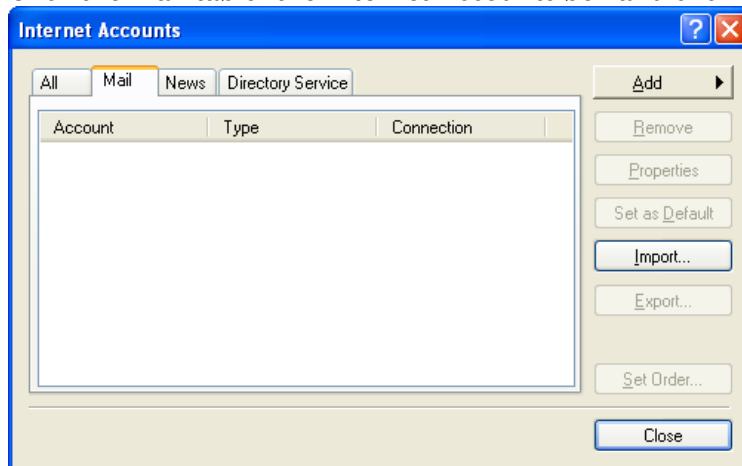 Internet Accounts
All Mail News Directory Service
Account Type Connection
Add
Remove
Properties
Set as Default
Import...
Export...
Set Order...
Close